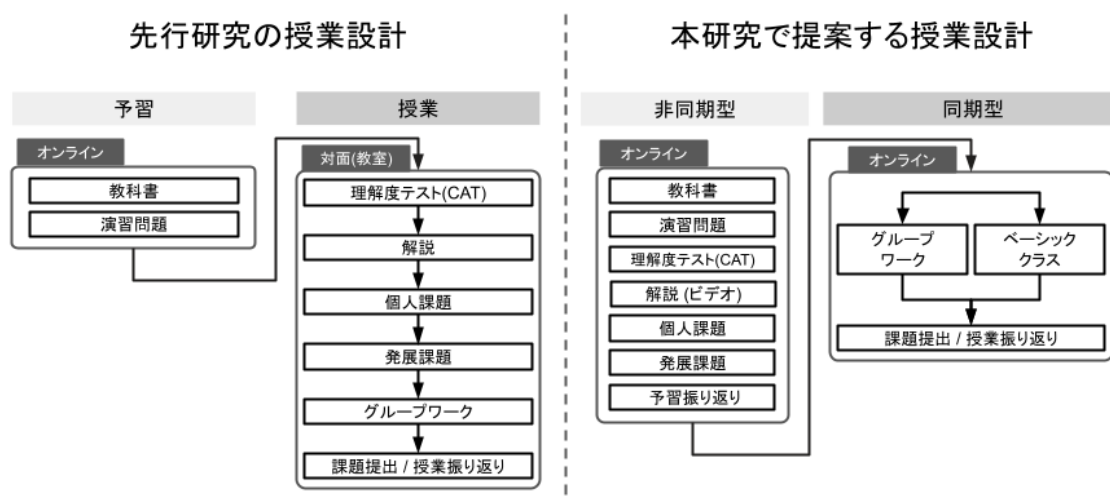 先行研究の授業設計
予習
オンライン
教科書
演習問題
授業
対面(教室)
理解度テスト(CAT)
解説
個人課題
発展課題
グループワーク
課題提出 / 授業振り返り
本研究で提案する授業設計
非同期型
オンライン
教科書
演習問題
理解度テスト(CAT)
解説 (ビデオ)
個人課題
発展課題
予習振り返り
同期型
オンライン
グループ
ワーク
ベーシック
クラス
課題提出 / 授業振り返り